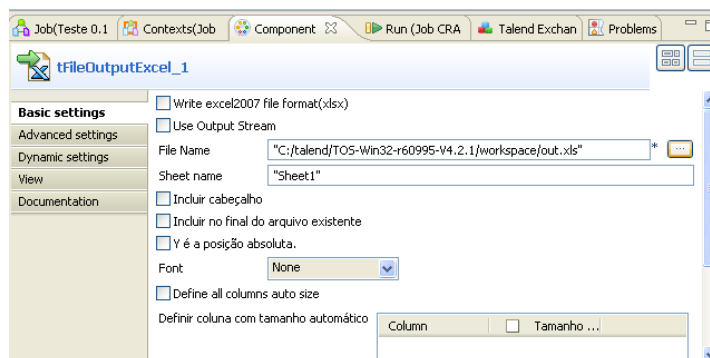 Job(Teste 0.1 Contexts(Job Component Run (Job CRA Talend Exchan Problems
tFileOutputExcel_1
Basic settings
Advanced settings
Dynamic settings
View
Documentation
Write excel2007 file format(xlsx)
Use Output Stream
File Name "C:/talend/TOS-Win32-r60995-V4.2.1/workspace/out.xls" * ...
Sheet name "Sheet1"
Incluir cabeçalho
Incluir no final do arquivo existente
Y é a posição absoluta.
Font None
Define all columns auto size
Definir coluna com tamanho automático Column Tamanho ...